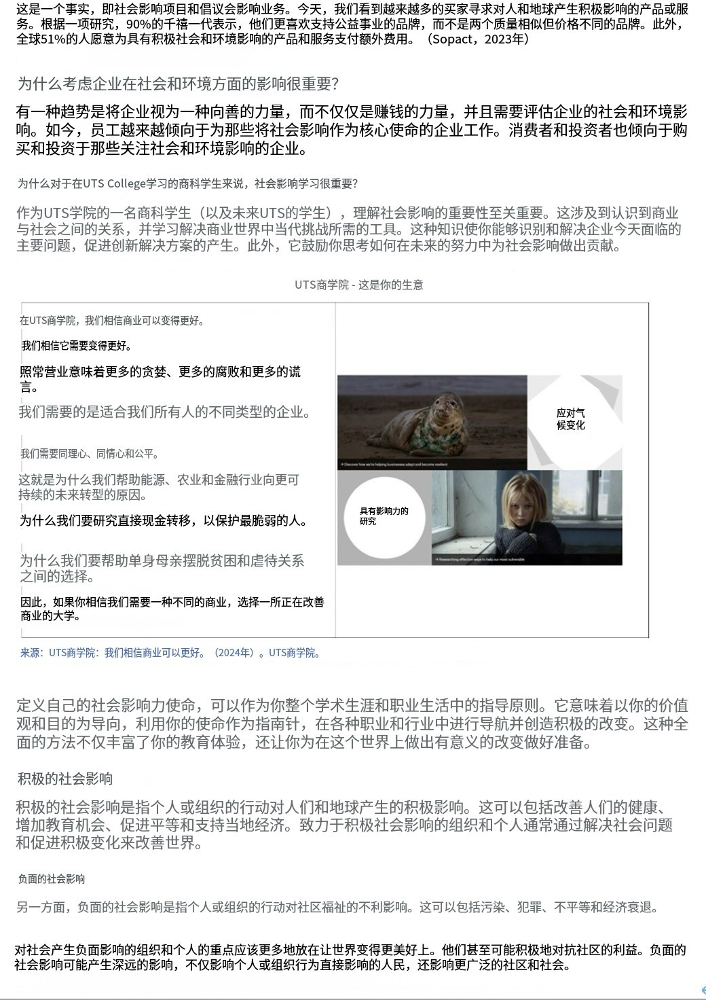 这是一个事实，即社会影响项目和倡议会影响业务。今天，我们看到越来越多的买家寻求对人和地球产生积极影响的产品或服
务。根据一项研究，90%的千禧一代表示，他们更喜欢支持公益事业的品牌，而不是两个质量相似但价格不同的品牌。此外，
全球51%的人愿意为具有积极社会和环境影响的产品和服务支付额外费用。（Sopact，2023年）
为什么考虑企业在社会和环境方面的影响很重要？
有一种趋势是将企业视为一种向善的力量，而不仅仅是赚钱的力量，并且需要评估企业的社会和环境影
响。如今，员工越来越倾向于为那些将社会影响作为核心使命的企业工作。消费者和投资者也倾向于购
买和投资于那些关注社会和环境影响的企业。
为什么对于在UTS College学习的商科学生来说，社会影响学习很重要？
作为UTS学院的一名商科学生（以及未来UTS的学生），理解社会影响的重要性至关重要。这涉及到认识到商业
与社会之间的关系，并学习解决商业世界中当代挑战所需的工具。这种知识使你能够识别和解决企业今天面临的
主要问题，促进创新解决方案的产生。此外，它鼓励你思考如何在未来的努力中为社会影响做出贡献。
UTS商学院 - 这是你的生意
在UTS商学院，我们相信商业可以变得更好。
我们相信它需要变得更好。
照常营业意味着更多的贪婪、更多的腐败和更多的谎
言。
我们需要的是适合我们所有人的不同类型的企业。
我们需要同理心、同情心和公平。
这就是为什么我们帮助能源、农业和金融行业向更可
持续的未来转型的原因。
为什么我们要研究直接现金转移，以保护最脆弱的人。
为什么我们要帮助单身母亲摆脱贫困和虐待关系
之间的选择。
因此，如果你相信我们需要一种不同的商业，选择一所正在改善
商业的大学。
应对气
候变化
→ Discover how we're helping businesses adapt and become resilient
具有影响力的
研究
→ Researching effective ways to help our most vulnerable
来源：UTS商学院：我们相信商业可以更好。（2024年）。UTS商学院。
定义自己的社会影响力使命，可以作为你整个学术生涯和职业生活中的指导原则。它意味着以你的价值
观和目的为导向，利用你的使命作为指南针，在各种职业和行业中进行导航并创造积极的改变。这种全
面的方法不仅丰富了你的教育体验，还让你为在这个世界上做出有意义的改变做好准备。
积极的社会影响
积极的社会影响是指个人或组织的行动对人们和地球产生的积极影响。这可以包括改善人们的健康、
增加教育机会、促进平等和支持当地经济。致力于积极社会影响的组织和个人通常通过解决社会问题
和促进积极变化来改善世界。
负面的社会影响
另一方面，负面的社会影响是指个人或组织的行动对社区福祉的不利影响。这可以包括污染、犯罪、不平等和经济衰退。
对社会产生负面影响的组织和个人的重点应该更多地放在让世界变得更美好上。他们甚至可能积极地对抗社区的利益。负面的
社会影响可能产生深远的影响，不仅影响个人或组织行为直接影响的人民，还影响更广泛的社区和社会。